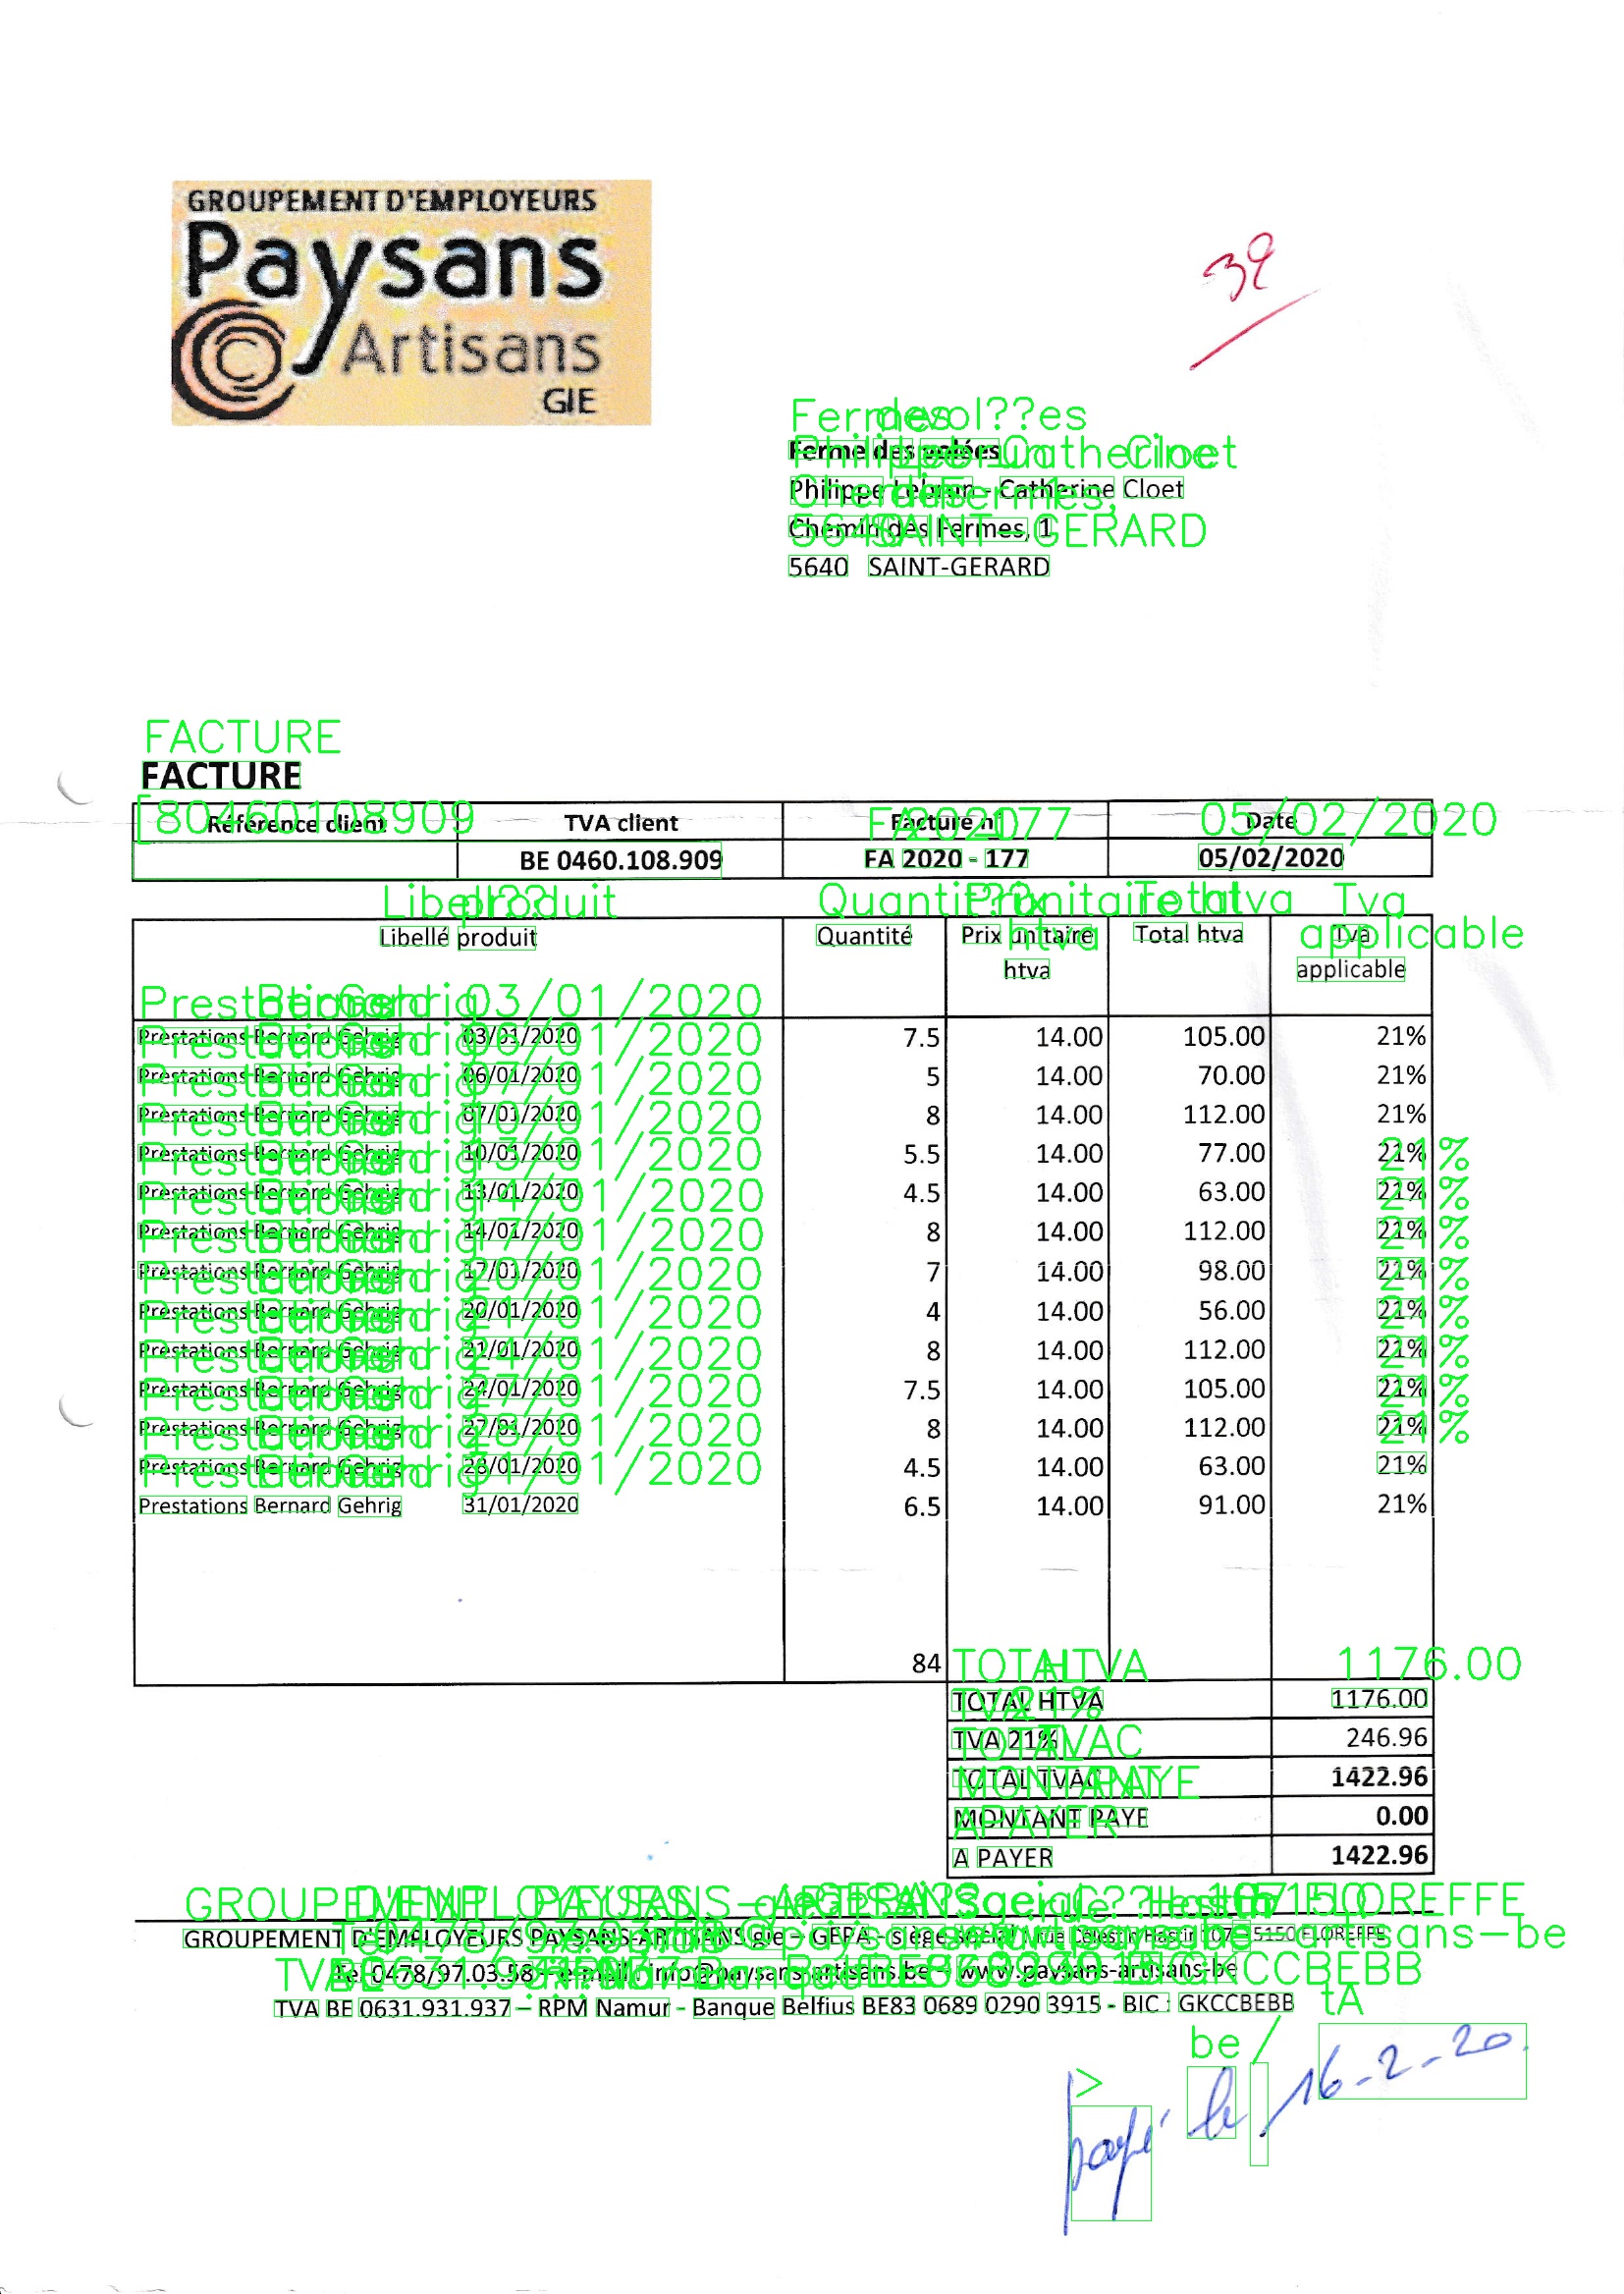 GROUPEMENT D'EMPLOYEURS
Paysans
Artisans
GIE
39
Ferme des volées
Philippe Lebrun - Catherine Cloet
Chemin des Fermes, 1
5640 SAINT-GERARD
FACTURE
Référence client TVA client Facture n° Date
BE 0460.108.909 FA 2020 - 177 05/02/2020
Libellé produit Quantité Prix unitaire htva Total htva Tva applicable
Prestations Bernard Gehrig 03/01/2020 7.5 14.00 105.00 21%
Prestations Bernard Gehrig 06/01/2020 5 14.00 70.00 21%
Prestations Bernard Gehrig 07/01/2020 8 14.00 112.00 21%
Prestations Bernard Gehrig 10/01/2020 5.5 14.00 77.00 21%
Prestations Bernard Gehrig 13/01/2020 4.5 14.00 63.00 21%
Prestations Bernard Gehrig 14/01/2020 8 14.00 112.00 21%
Prestations Bernard Gehrig 17/01/2020 7 14.00 98.00 21%
Prestations Bernard Gehrig 20/01/2020 4 14.00 56.00 21%
Prestations Bernard Gehrig 21/01/2020 8 14.00 112.00 21%
Prestations Bernard Gehrig 24/01/2020 7.5 14.00 105.00 21%
Prestations Bernard Gehrig 27/01/2020 8 14.00 112.00 21%
Prestations Bernard Gehrig 28/01/2020 4.5 14.00 63.00 21%
Prestations Bernard Gehrig 31/01/2020 6.5 14.00 91.00 21%
84
TOTAL HTVA 1176.00
TVA 21% 246.96
TOTAL TVAC 1422.96
MONTANT PAYE 0.00
A PAYER 1422.96
GROUPEMENT D'EMPLOYEURS PAYSANS-ARTISANS gie - GEPA - siège social : rue Célestin Hastir 107 5150 FLOREFFE
Tel 0478/97.03.58 - e-mail : info@paysans-artisans.be - www.paysans-artisans-be
TVA BE 0631.931.937 – RPM Namur - Banque Belfius BE83 0689 0290 3915 - BIC : GKCCBEBB
payé le 16-2-20.